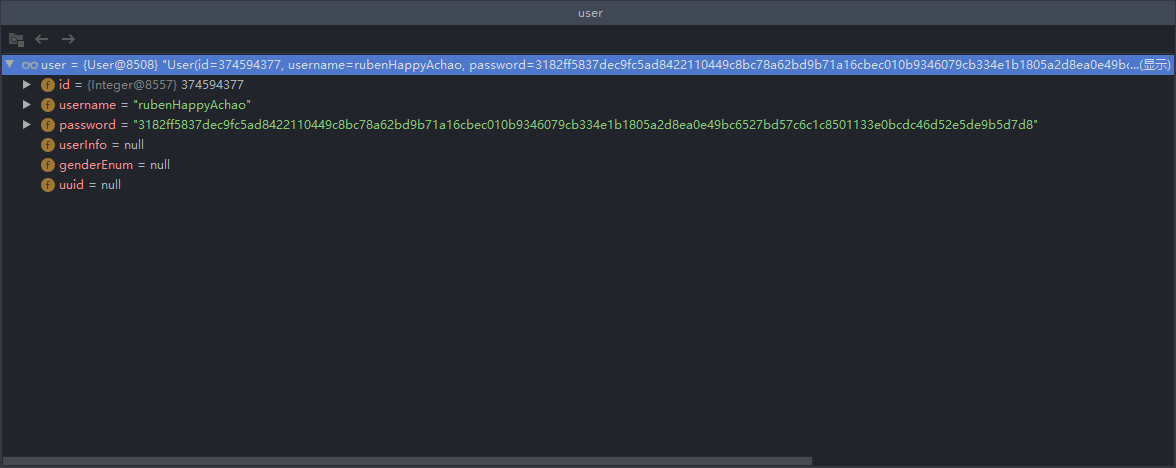 user
user = {User@8508} "User(id=374594377, username=rubenHappyAchao, password=3182ff5837dec9fc5ad8422110449c8bc78a62bd9b71a16cbec010b9346079cb334e1b1805a2d8ea0e49bc...(显示)
f id = {Integer@8557} 374594377
f username = "rubenHappyAchao"
f password = "3182ff5837dec9fc5ad8422110449c8bc78a62bd9b71a16cbec010b9346079cb334e1b1805a2d8ea0e49bc6527bd57c6c1c8501133e0bcdc46d52e5de9b5d7d8"
f userInfo = null
f genderEnum = null
f uuid = null